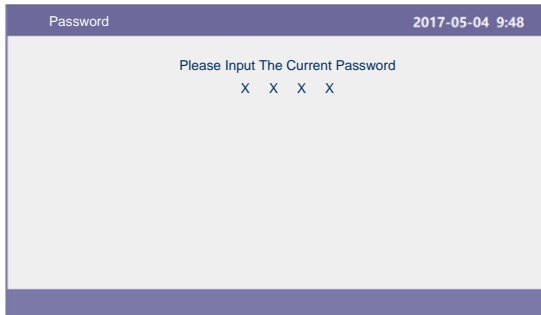 Password 2017-05-04 9:48
Please Input The Current Password
X X X X